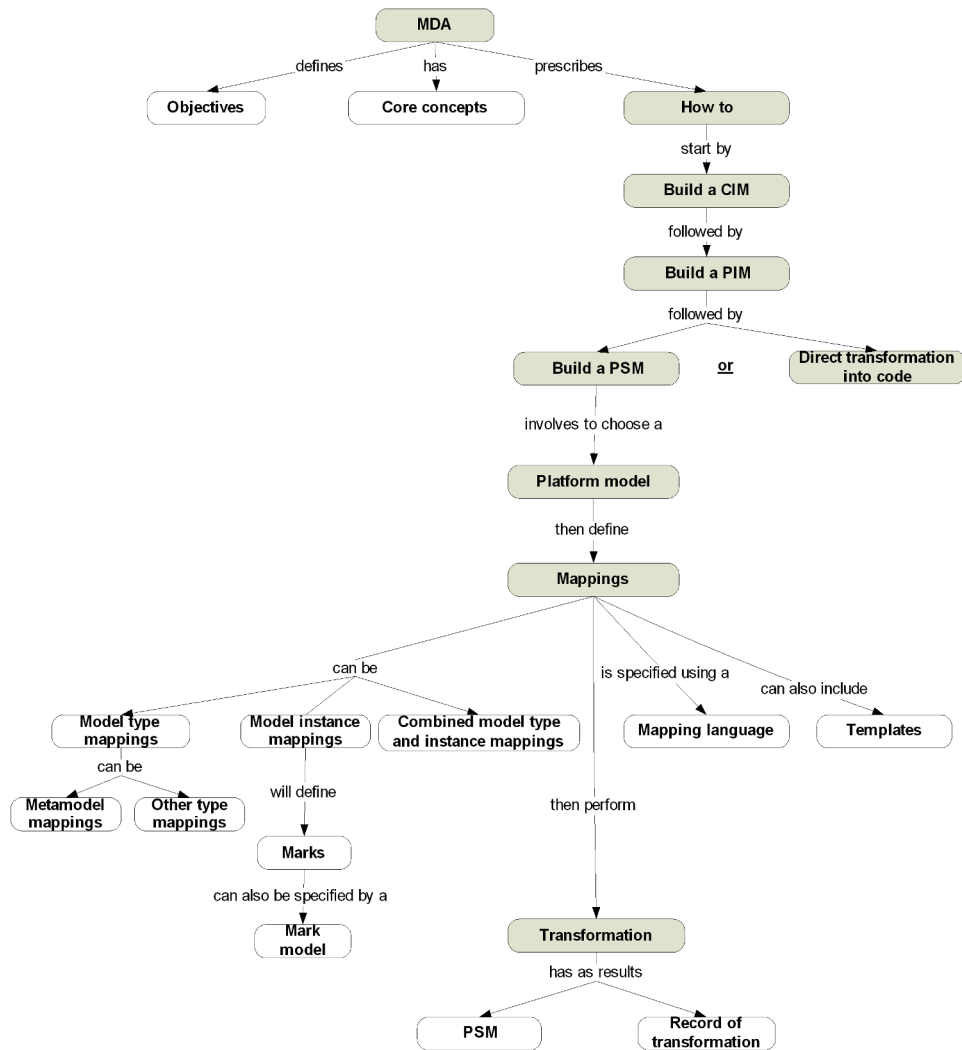 MDA
defines
has
prescribes
Objectives
Core concepts
How to
start by
Build a CIM
followed by
Build a PIM
followed by
Build a PSM
or
Direct transformation
into code
involves to choose a
Platform model
then define
Mappings
can be
is specified using a
can also include
Model type
mappings
Model instance
mappings
Combined model type
and instance mappings
Mapping language
Templates
can be
will define
then perform
Metamodel
mappings
Other type
mappings
Marks
can also be specified by a
Mark
model
Transformation
has as results
PSM
Record of
transformation